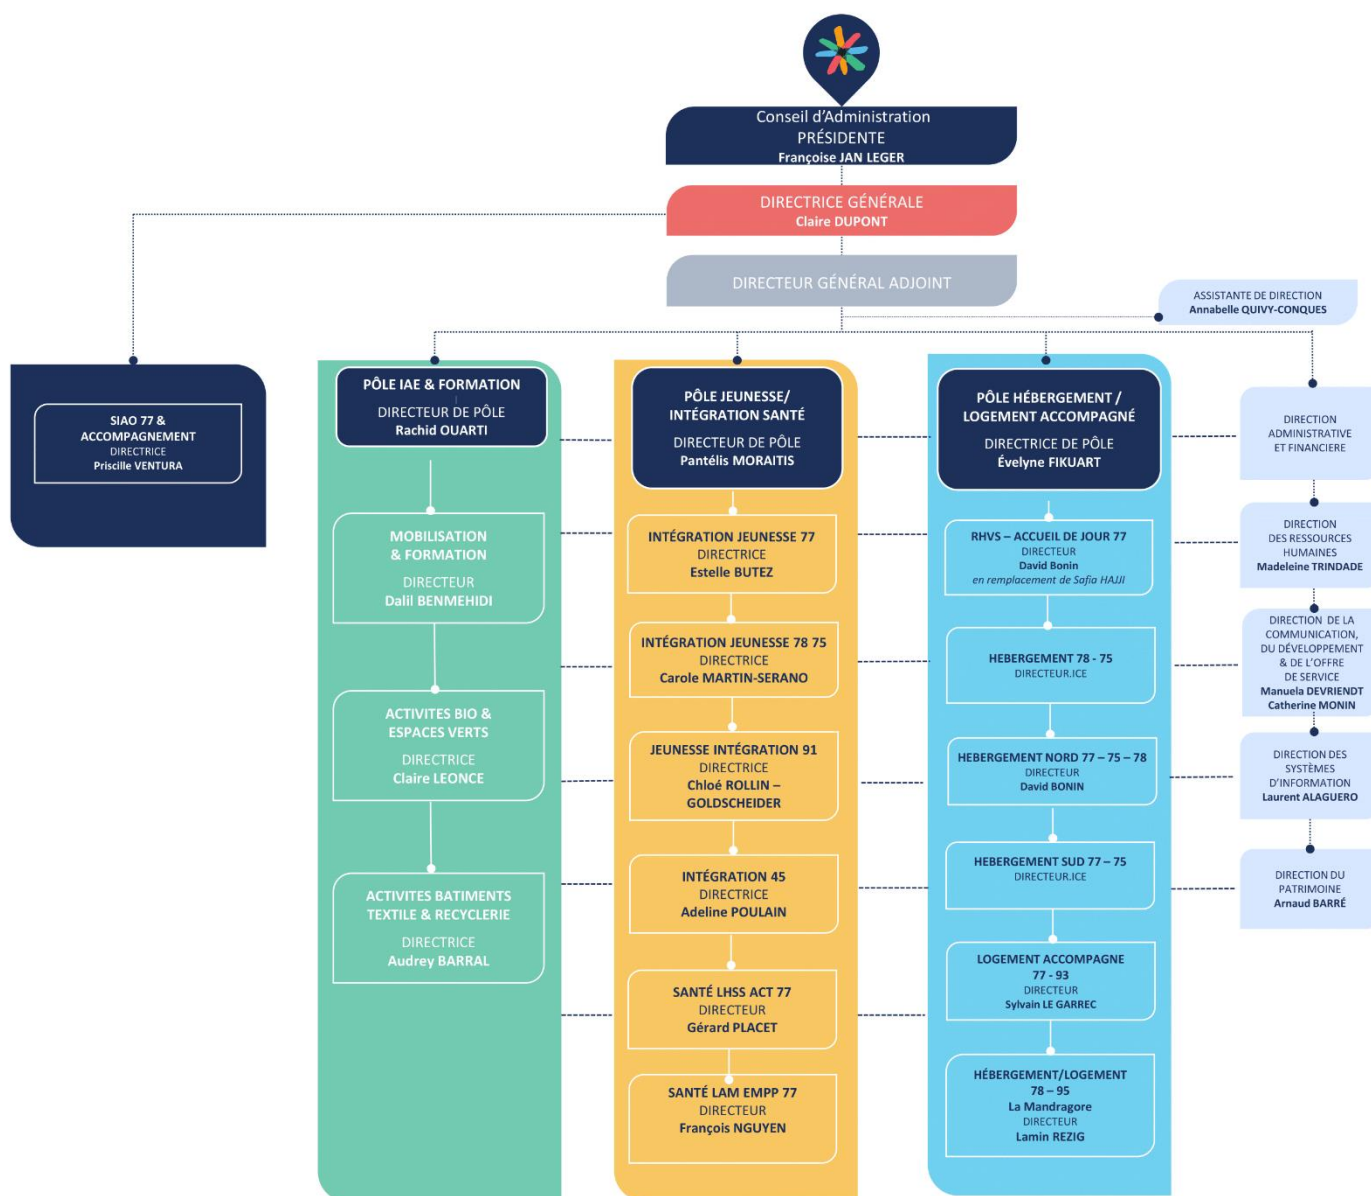 Conseil d'Administration
PRÉSIDENTE
Françoise JAN LEGER
DIRECTRICE GÉNÉRALE
Claire DUPONT
DIRECTEUR GÉNÉRAL ADJOINT
ASSISTANTE DE DIRECTION
Annabelle QUIVY-CONQUES
SIAO 77 &
ACCOMPAGNEMENT
DIRECTRICE
Priscille VENTURA
PÔLE IAE & FORMATION
DIRECTEUR DE PÔLE
Rachid OUARTI
MOBILISATION
& FORMATION
DIRECTEUR
Dalil BENMEHIDI
ACTIVITES BIO &
ESPACES VERTS
DIRECTRICE
Claire LEONCE
ACTIVITES BATIMENTS
TEXTILE & RECYCLERIE
DIRECTRICE
Audrey BARRAL
PÔLE JEUNESSE/
INTÉGRATION SANTÉ
DIRECTEUR DE PÔLE
Pantélis MORAITIS
INTÉGRATION JEUNESSE 77
DIRECTRICE
Estelle BUTEZ
INTÉGRATION JEUNESSE 78 75
DIRECTRICE
Carole MARTIN-SERANO
JEUNESSE INTÉGRATION 91
DIRECTRICE
Chloé ROLLIN –
GOLDSCHEIDER
INTÉGRATION 45
DIRECTRICE
Adeline POULAIN
SANTÉ LHSS ACT 77
DIRECTEUR
Gérard PLACET
SANTÉ LAM EMPP 77
DIRECTEUR
François NGUYEN
PÔLE HÉBERGEMENT /
LOGEMENT ACCOMPAGNÉ
DIRECTRICE DE PÔLE
Évelyne FIKUART
RHVS – ACCUEIL DE JOUR 77
DIRECTEUR
David Bonin
en remplacement de Safia HAJJI
HEBERGEMENT 78 - 75
DIRECTEUR.ICE
HEBERGEMENT NORD 77 – 75 – 78
DIRECTEUR
David BONIN
HEBERGEMENT SUD 77 – 75
DIRECTEUR.ICE
LOGEMENT ACCOMPAGNE
77 - 93
DIRECTEUR
Sylvain LE GARREC
HÉBERGEMENT/LOGEMENT
78 – 95
La Mandragore
DIRECTEUR
Lamin REZIG
DIRECTION
ADMINISTRATIVE
ET FINANCIERE
DIRECTION
DES RESSOURCES
HUMAINES
Madeleine TRINDADE
DIRECTION DE LA
COMMUNICATION,
DU DÉVELOPPEMENT
& DE L'OFFRE
DE SERVICE
Manuela DEVRIENDT
Catherine MONIN
DIRECTION DES
SYSTÈMES
D'INFORMATION
Laurent ALAGUERO
DIRECTION DU
PATRIMOINE
Arnaud BARRÉ